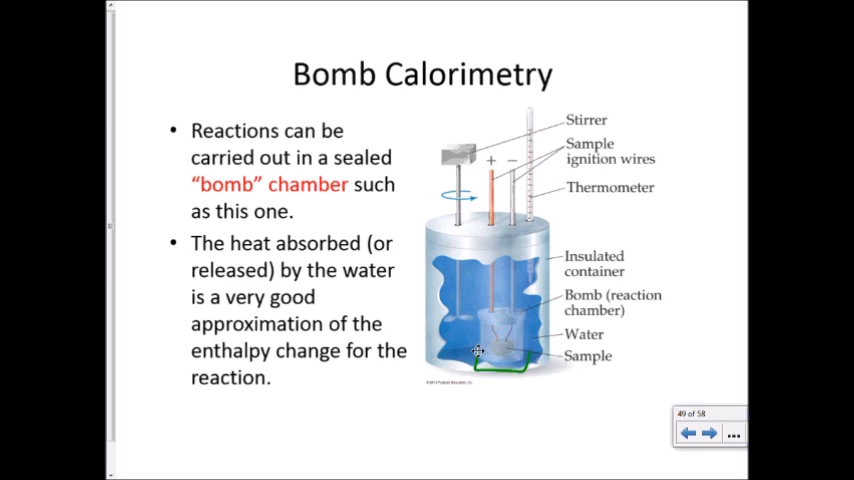 Bomb Calorimetry
• Reactions can be
carried out in a sealed
“bomb” chamber such
as this one.
• The heat absorbed (or
released) by the water
is a very good
approximation of the
enthalpy change for the
reaction.
Stirrer
+ −
Sample
ignition wires
Thermometer
Insulated
container
Bomb (reaction
chamber)
Water
Sample
49 of 58
...